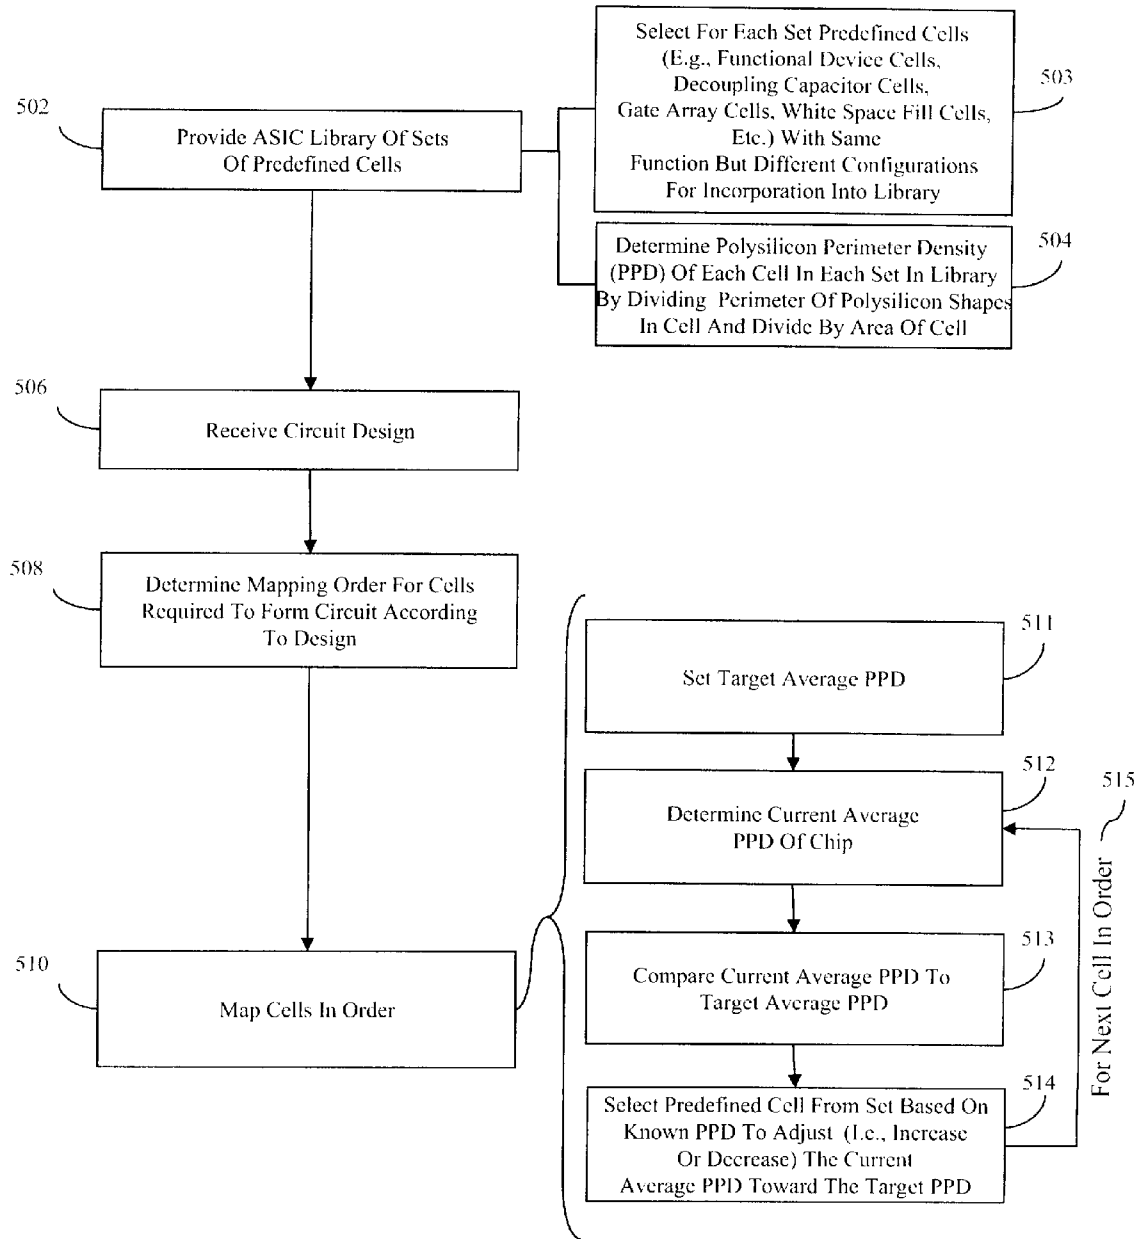 502
Provide ASIC Library Of Sets
Of Predefined Cells
Select For Each Set Predefined Cells
(E.g., Functional Device Cells,
Decoupling Capacitor Cells,
Gate Array Cells, White Space Fill Cells,
Etc.) With Same
Function But Different Configurations
For Incorporation Into Library
503
Determine Polysilicon Perimeter Density
(PPD) Of Each Cell In Each Set In Library
By Dividing Perimeter Of Polysilicon Shapes
In Cell And Divide By Area Of Cell
504
506
Receive Circuit Design
508
Determine Mapping Order For Cells
Required To Form Circuit According
To Design
510
Map Cells In Order
511
Set Target Average PPD
512
Determine Current Average
PPD Of Chip
513
Compare Current Average PPD To
Target Average PPD
514
Select Predefined Cell From Set Based On
Known PPD To Adjust (I.e., Increase
Or Decrease) The Current
Average PPD Toward The Target PPD
515
For Next Cell In Order